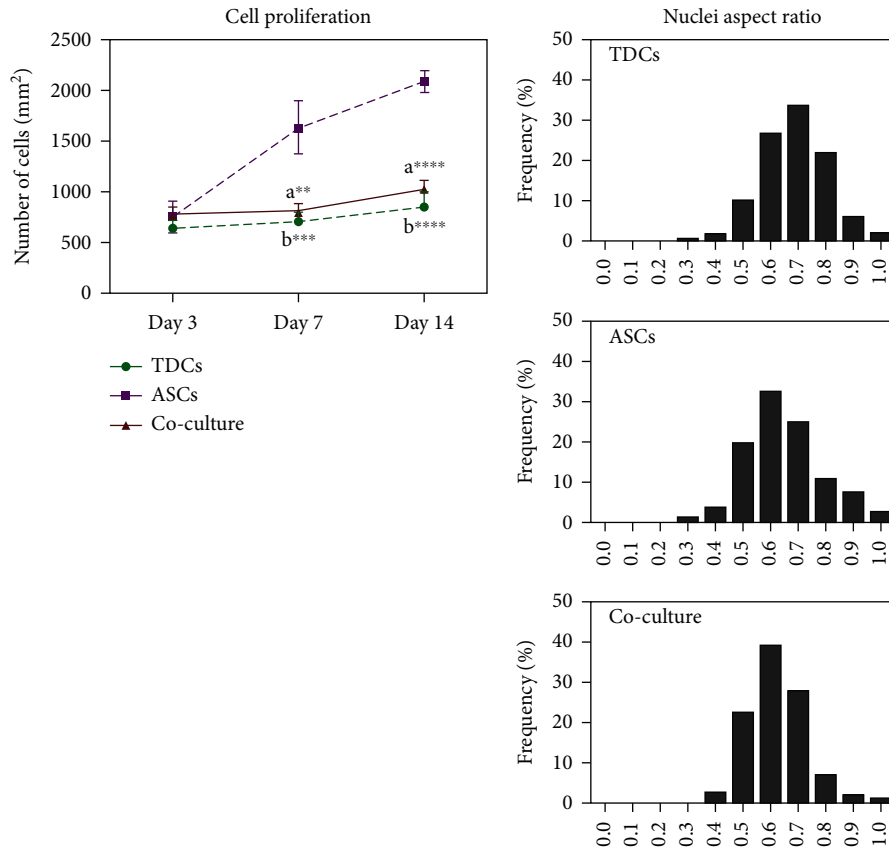 Cell proliferation
Number of cells (mm²)
2500
2000
1500
1000
500
0
a**
b***
a****
b****
Day 3 Day 7 Day 14
TDCs
ASCs
Co-culture
Nuclei aspect ratio
TDCs
Frequency (%)
50
40
30
20
10
0
0.0 0.1 0.2 0.3 0.4 0.5 0.6 0.7 0.8 0.9 1.0
ASCs
Frequency (%)
50
40
30
20
10
0
0.0 0.1 0.2 0.3 0.4 0.5 0.6 0.7 0.8 0.9 1.0
Co-culture
Frequency (%)
50
40
30
20
10
0
0.0 0.1 0.2 0.3 0.4 0.5 0.6 0.7 0.8 0.9 1.0